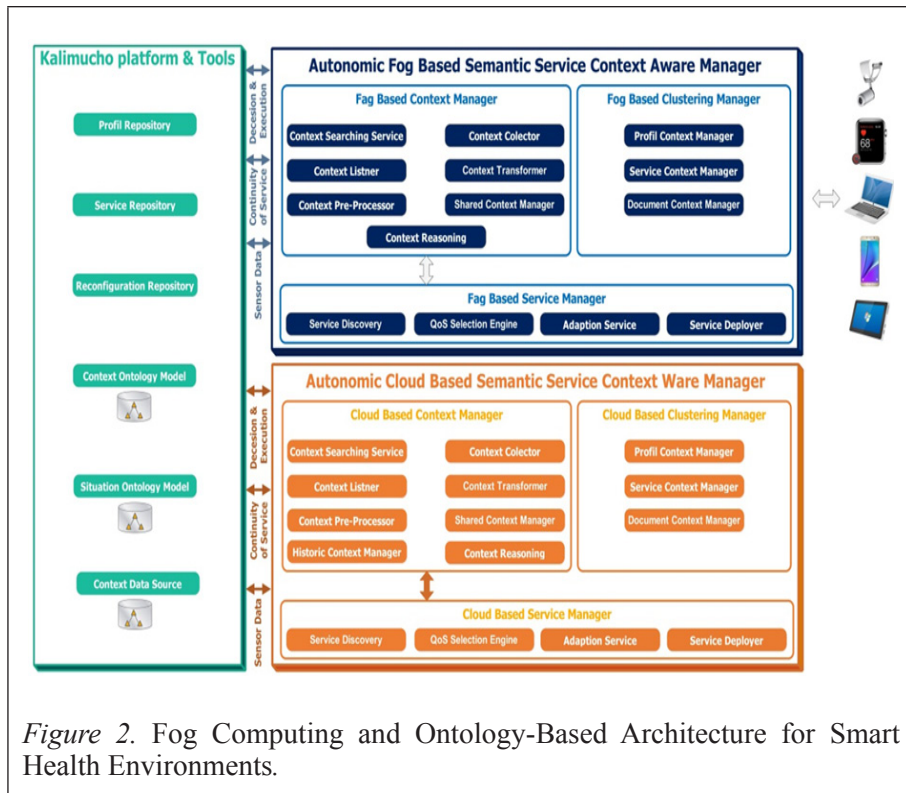 Kalimucho platform & Tools
Profil Repository
Service Repository
Reconfiguration Repository
Context Ontology Model
Situation Ontology Model
Context Data Source
Decesion &
Execution
Continuity
of Service
Sensor Data
Autonomic Fog Based Semantic Service Context Aware Manager
Fag Based Context Manager
Context Searching Service
Context Colector
Context Listner
Context Transformer
Context Pre-Processor
Shared Context Manager
Context Reasoning
Fog Based Clustering Manager
Profil Context Manager
Service Context Manager
Document Context Manager
Fag Based Service Manager
Service Discovery
QoS Selection Engine
Adaption Service
Service Deployer
68
Decesion &
Execution
Continuity
of Service
Sensor Data
Autonomic Cloud Based Semantic Service Context Ware Manager
Cloud Based Context Manager
Context Searching Service
Context Colector
Context Listner
Context Transformer
Context Pre-Processor
Shared Context Manager
Historic Context Manager
Context Reasoning
Cloud Based Clustering Manager
Profil Context Manager
Service Context Manager
Document Context Manager
Cloud Based Service Manager
Service Discovery
QoS Selection Engine
Adaption Service
Service Deployer
Figure 2. Fog Computing and Ontology-Based Architecture for Smart
Health Environments.